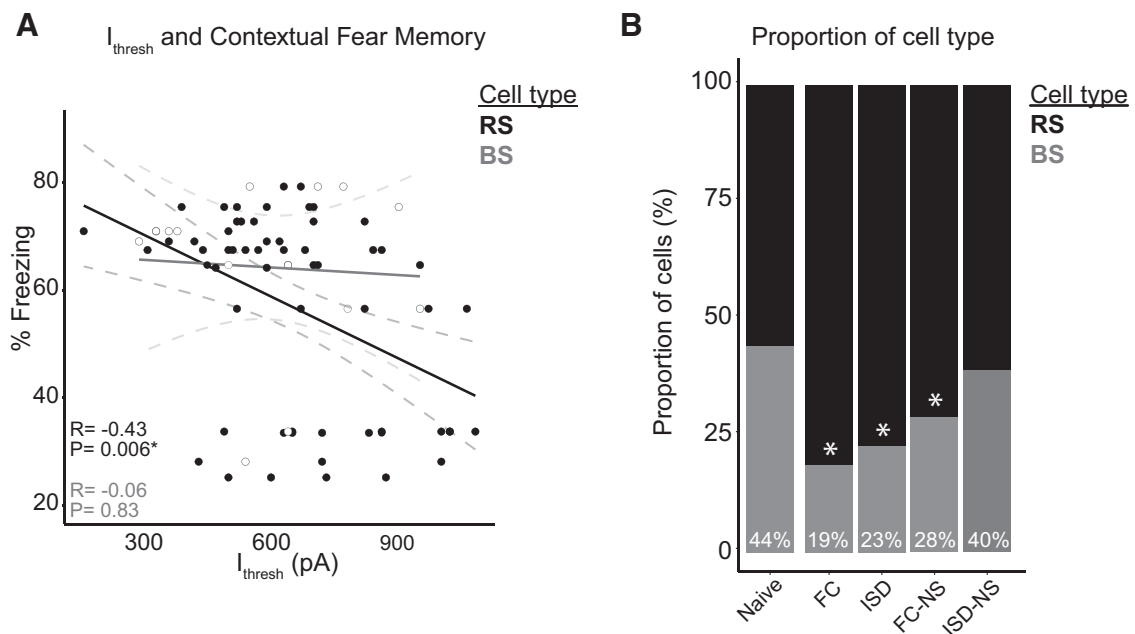 A
I thresh and Contextual Fear Memory
Cell type
RS
BS
% Freezing
80
60
40
20
R= -0.43
P= 0.006*
R= -0.06
P= 0.83
300 600 900
I thresh (pA)
B
Proportion of cell type
Cell type
RS
BS
Proportion of cells (%)
100
75
50
25
0
* * *
44% 19% 23% 28% 40%
Naive FC ISD FC-NS ISD-NS